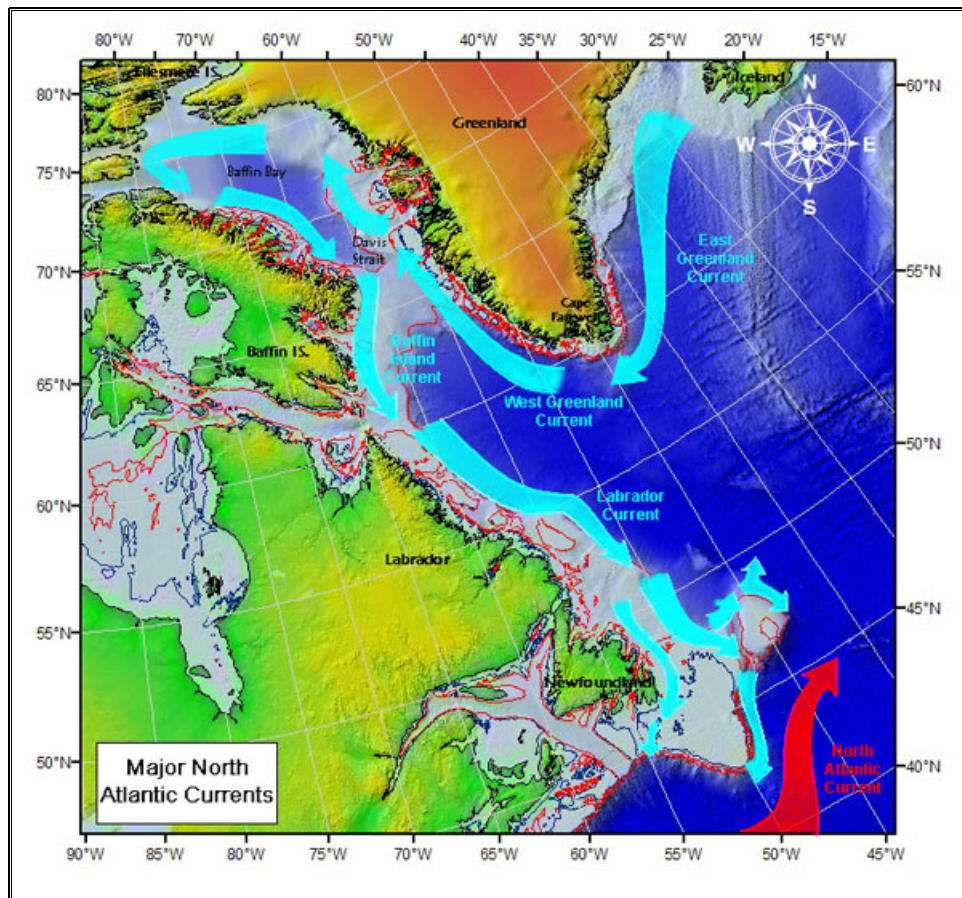 80°W 70°W 60°W 50°W 40°W 30°W 25°W 20°W 15°W
Ellesmere IS.
Iceland
80°N
60°N
Greenland
N
W E
S
75°N
Baffin Bay
Davis
Strait
East
Greenland
Current
70°N
55°N
Cape
Farewell
Baffin IS.
Baffin
Island
Current
65°N
West Greenland
Current
50°N
60°N
Labrador
Current
Labrador
55°N
45°N
Newfoundland
50°N
Major North
Atlantic Currents
North
Atlantic
Current
40°N
90°W 85°W 80°W 75°W 70°W 65°W 60°W 55°W 50°W 45°W